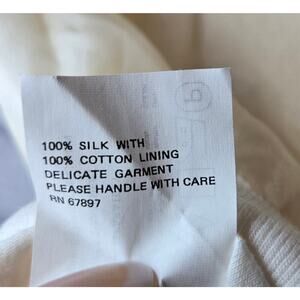 100% SILK WITH
100% COTTON LINING
DELICATE GARMENT
PLEASE HANDLE WITH CARE
RN 67897